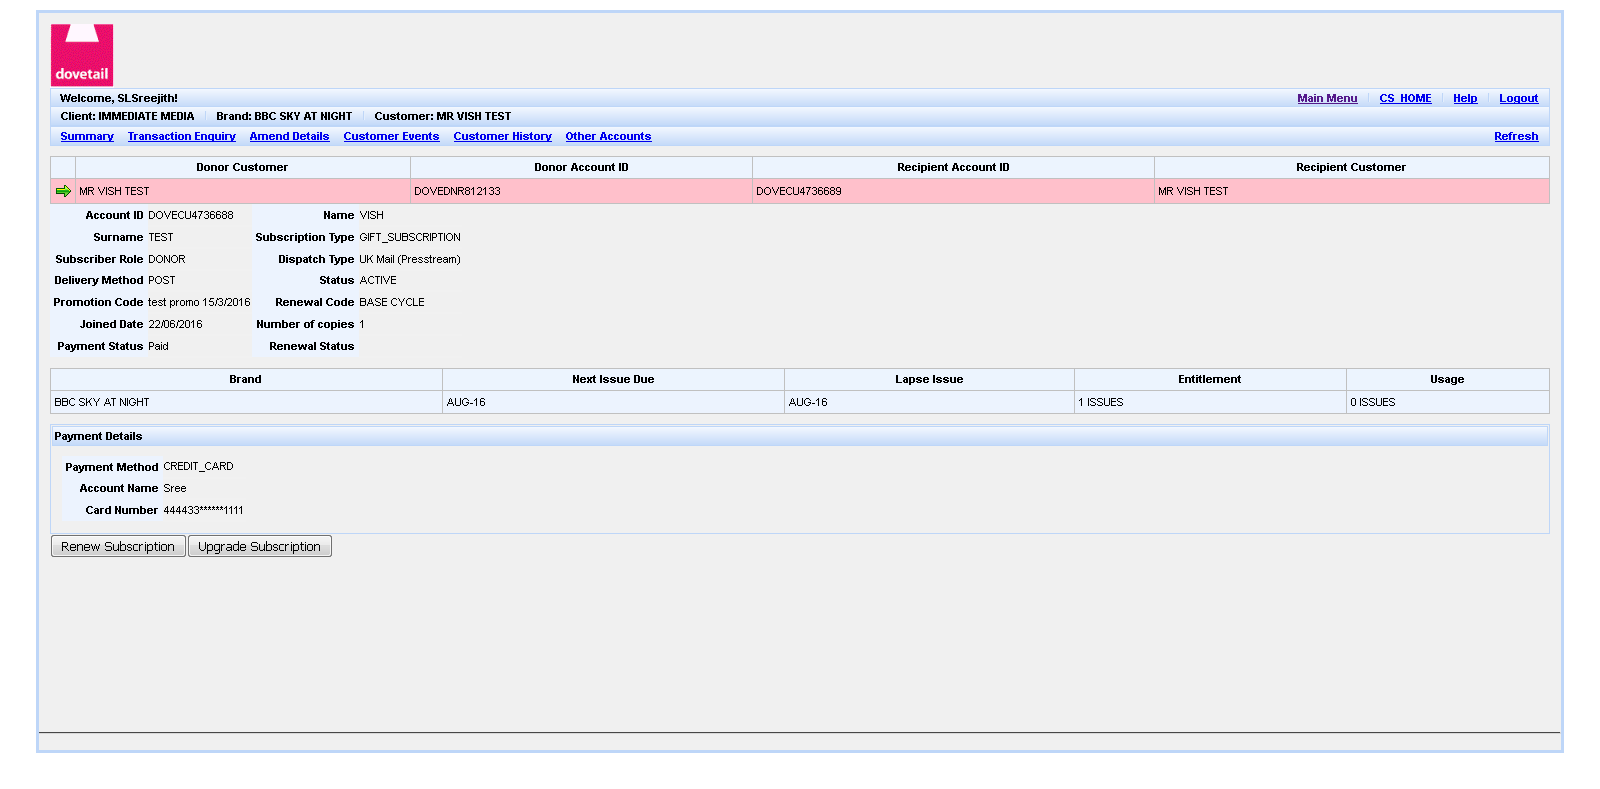 dovetail
Welcome, SLSreejith! Main Menu CS_HOME Help Logout
Client: IMMEDIATE MEDIA Brand: BBC SKY AT NIGHT Customer: MR VISH TEST
Summary Transaction Enquiry Amend Details Customer Events Customer History Other Accounts Refresh
Donor Customer Donor Account ID Recipient Account ID Recipient Customer
MR VISH TEST DOVEDNR812133 DOVECU4736689 MR VISH TEST
Account ID DOVECU4736688 Name VISH
Surname TEST Subscription Type GIFT_SUBSCRIPTION
Subscriber Role DONOR Dispatch Type UK Mail (Presstream)
Delivery Method POST Status ACTIVE
Promotion Code test promo 15/3/2016 Renewal Code BASE CYCLE
Joined Date 22/06/2016 Number of copies 1
Payment Status Paid Renewal Status
Brand Next Issue Due Lapse Issue Entitlement Usage
BBC SKY AT NIGHT AUG-16 AUG-16 1 ISSUES 0 ISSUES
Payment Details
Payment Method CREDIT_CARD
Account Name Sree
Card Number 444433******1111
Renew Subscription Upgrade Subscription